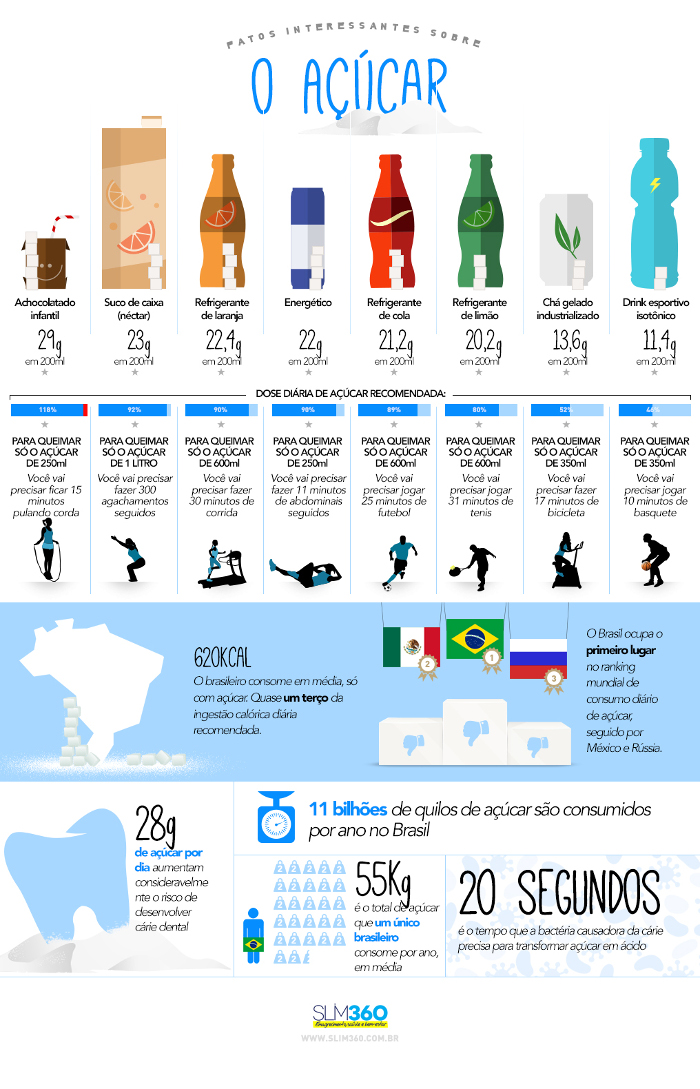 FATOS INTERESSANTES SOBRE
O AÇÚCAR
Achocolatado
infantil
29g
em 200ml
Suco de caixa
(néctar)
23g
em 200ml
Refrigerante
de laranja
22,4g
em 200ml
Energético
22g
em 200ml
Refrigerante
de cola
21,2g
em 200ml
Refrigerante
de limão
20,2g
em 200ml
Chá gelado
industrializado
13,6g
em 200ml
Drink esportivo
isotônico
11,4g
em 200ml
DOSE DIÁRIA DE AÇÚCAR RECOMENDADA:
118%
92%
90%
98%
89%
80%
52%
46%
PARA QUEIMAR
SÓ O AÇÚCAR
DE 250ml
Você vai
precisar ficar 15
minutos
pulando corda
PARA QUEIMAR
SÓ O AÇÚCAR
DE 1 LITRO
Você vai precisar
fazer 300
agachamentos
seguidos
PARA QUEIMAR
SÓ O AÇÚCAR
DE 600ml
Você vai
precisar fazer
30 minutos de
corrida
PARA QUEIMAR
SÓ O AÇÚCAR
DE 250ml
Você vai precisar
fazer 11 minutos
de abdominais
seguidos
PARA QUEIMAR
SÓ O AÇÚCAR
DE 600ml
Você vai
precisar jogar
25 minutos de
futebol
PARA QUEIMAR
SÓ O AÇÚCAR
DE 600ml
Você vai
precisar jogar
31 minutos de
tenis
PARA QUEIMAR
SÓ O AÇÚCAR
DE 350ml
Você vai
precisar fazer
17 minutos de
bicicleta
PARA QUEIMAR
SÓ O AÇÚCAR
DE 350ml
Você vai
precisar jogar
10 minutos de
basquete
620KCAL
O brasileiro consome em média, só
com açúcar. Quase um terço da
ingestão calórica diária
recomendada.
2
1
3
O Brasil ocupa o
primeiro lugar
no ranking
mundial de
consumo diário
de açúcar,
seguido por
México e Rússia.
28g
de açúcar por
dia aumentam
consideravelme
nte o risco de
desenvolver
cárie dental
11 bilhões de quilos de açúcar são consumidos
por ano no Brasil
55Kg
é o total de açúcar
que um único
brasileiro
consome por ano,
em média
20 SEGUNDOS
é o tempo que a bactéria causadora da cárie
precisa para transformar açúcar em ácido
SLIM360
Emagrecimento, saúde e bem-estar
WWW.SLIM360.COM.BR